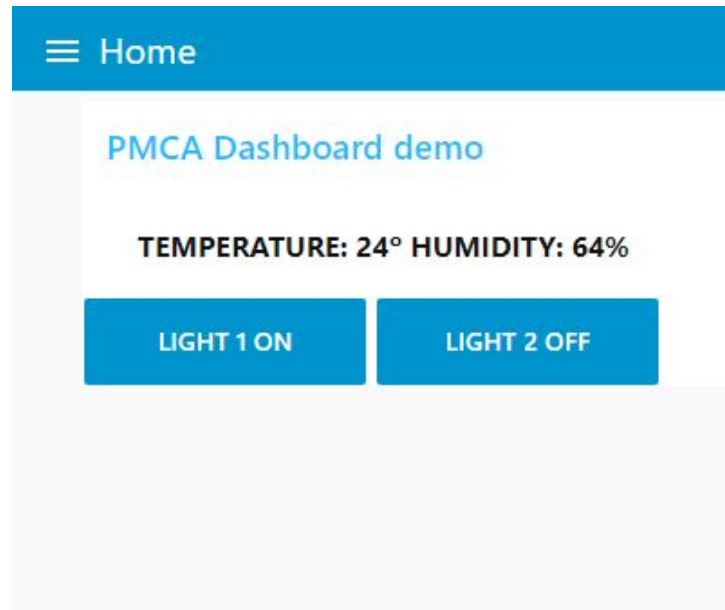 Home
PMCA Dashboard demo
TEMPERATURE: 24° HUMIDITY: 64%
LIGHT 1 ON
LIGHT 2 OFF